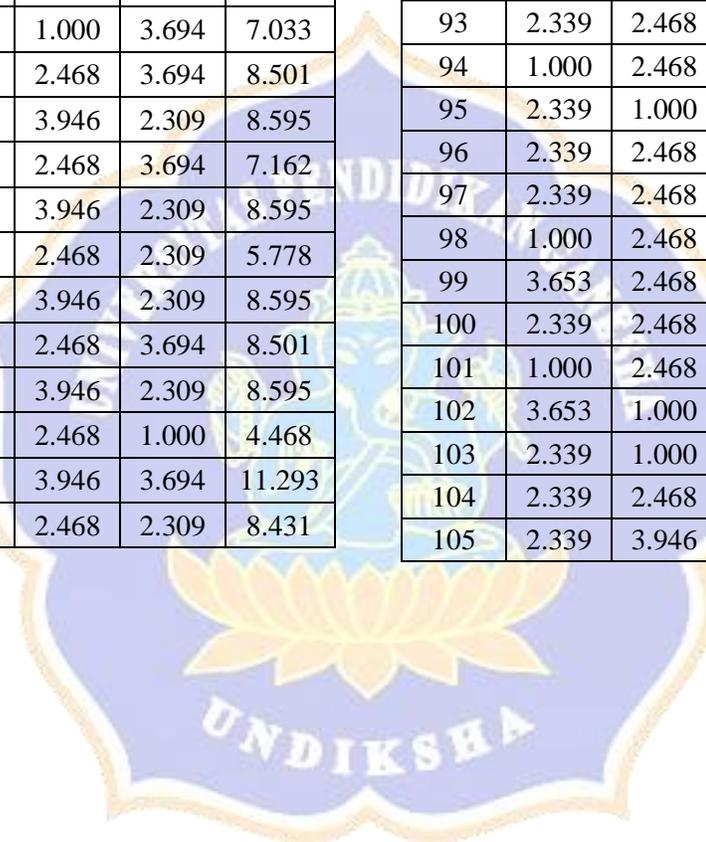 1.000 3.694 7.033
2.468 3.694 8.501
3.946 2.309 8.595
2.468 3.694 7.162
3.946 2.309 8.595
2.468 2.309 5.778
3.946 2.309 8.595
2.468 3.694 8.501
3.946 2.309 8.595
2.468 1.000 4.468
3.946 3.694 11.293
2.468 2.309 8.431
93 2.339 2.468
94 1.000 2.468
95 2.339 1.000
96 2.339 2.468
97 2.339 2.468
98 1.000 2.468
99 3.653 2.468
100 2.339 2.468
101 1.000 2.468
102 3.653 1.000
103 2.339 1.000
104 2.339 2.468
105 2.339 3.946
UNIVERSITAS PENDIDIKAN GANESHA
UNDIKSHA